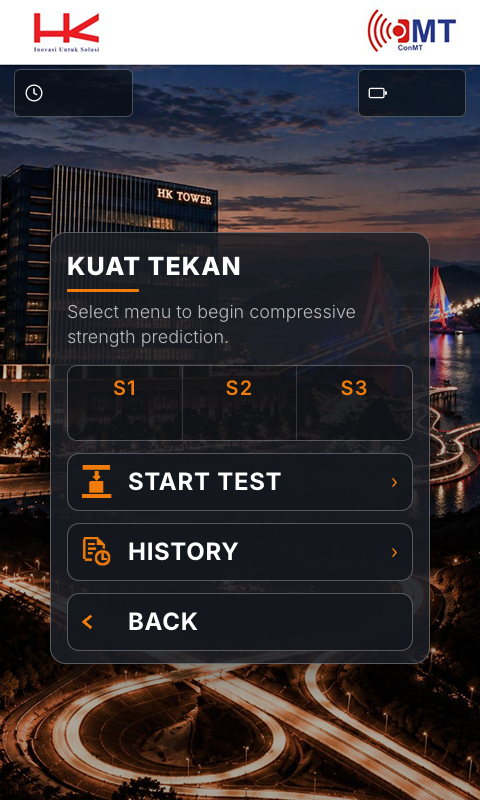 HK
Inovasi Untuk Solusi
MT
ConMT
HK TOWER
KUAT TEKAN
Select menu to begin compressive
strength prediction.
S1 S2 S3
START TEST
HISTORY
BACK